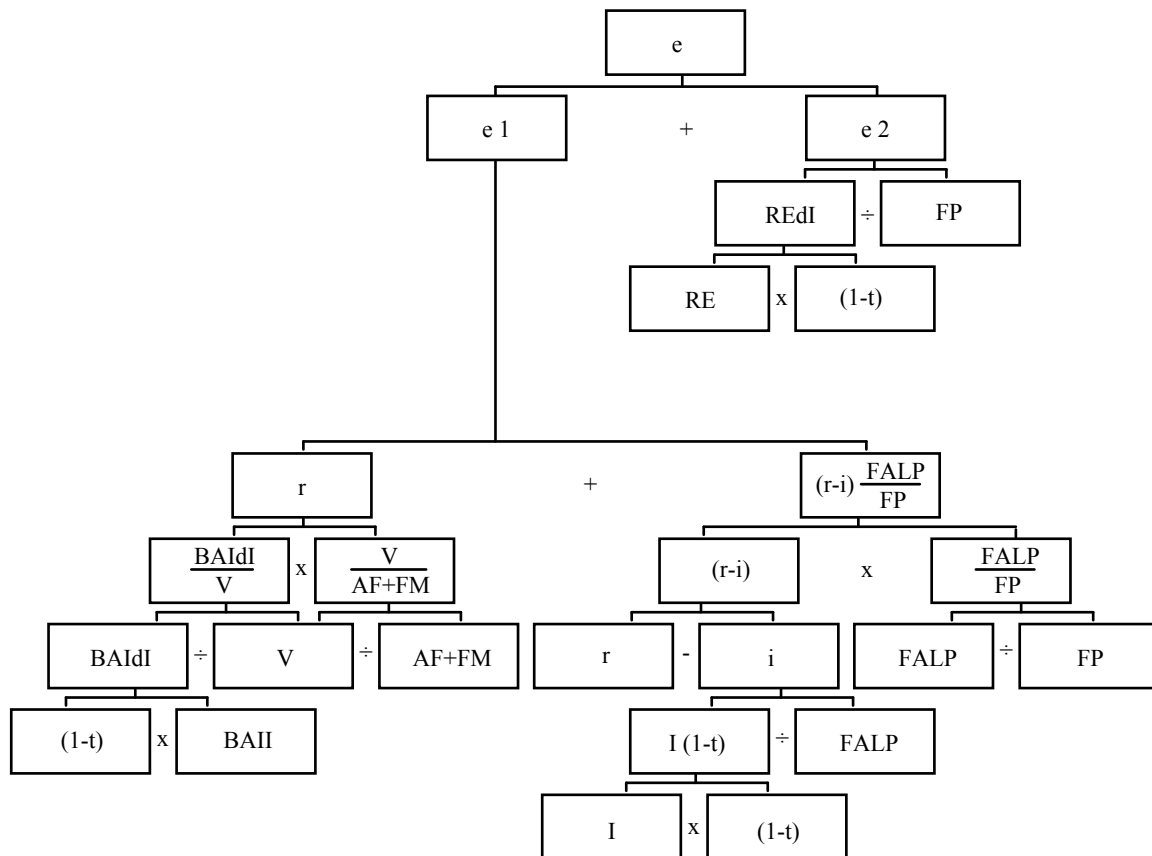 e
e 1 + e 2
REdI ÷ FP
RE x (1-t)
r + (r-i) FALP
FP
BAIdI x V (r-i) x FALP
V AF+FM FP
BAIdI ÷ V ÷ AF+FM r - i FALP ÷ FP
(1-t) x BAII I (1-t) ÷ FALP
I x (1-t)